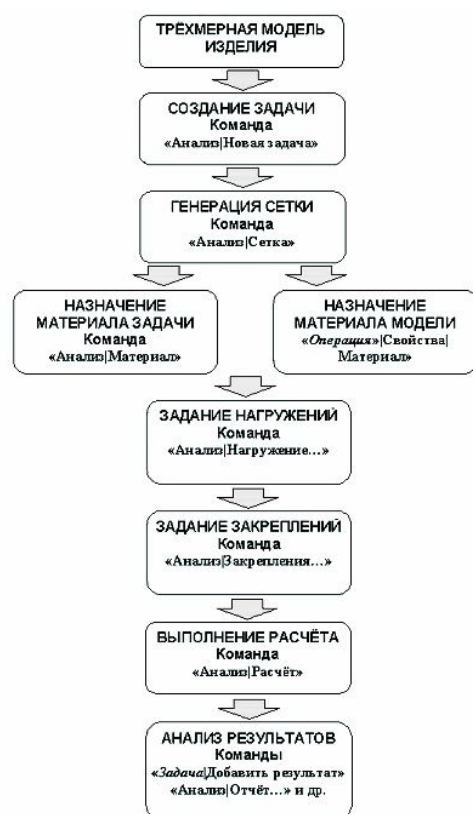 ТРЁХМЕРНАЯ МОДЕЛЬ
ИЗДЕЛИЯ
СОЗДАНИЕ ЗАДАЧИ
Команда
«Анализ|Новая задача»
ГЕНЕРАЦИЯ СЕТКИ
Команда
«Анализ|Сетка»
НАЗНАЧЕНИЕ
МАТЕРИАЛА ЗАДАЧИ
Команда
«Анализ|Материал»
НАЗНАЧЕНИЕ
МАТЕРИАЛА МОДЕЛИ
«Операция»|Свойства|
Материал»
ЗАДАНИЕ НАГРУЖЕНИЙ
Команда
«Анализ|Нагружение...»
ЗАДАНИЕ ЗАКРЕПЛЕНИЙ
Команда
«Анализ|Закрепления...»
ВЫПОЛНЕНИЕ РАСЧЁТА
Команда
«Анализ|Расчёт»
АНАЛИЗ РЕЗУЛЬТАТОВ
Команды
«Задача|Добавить результат»
«Анализ|Отчёт...» и др.